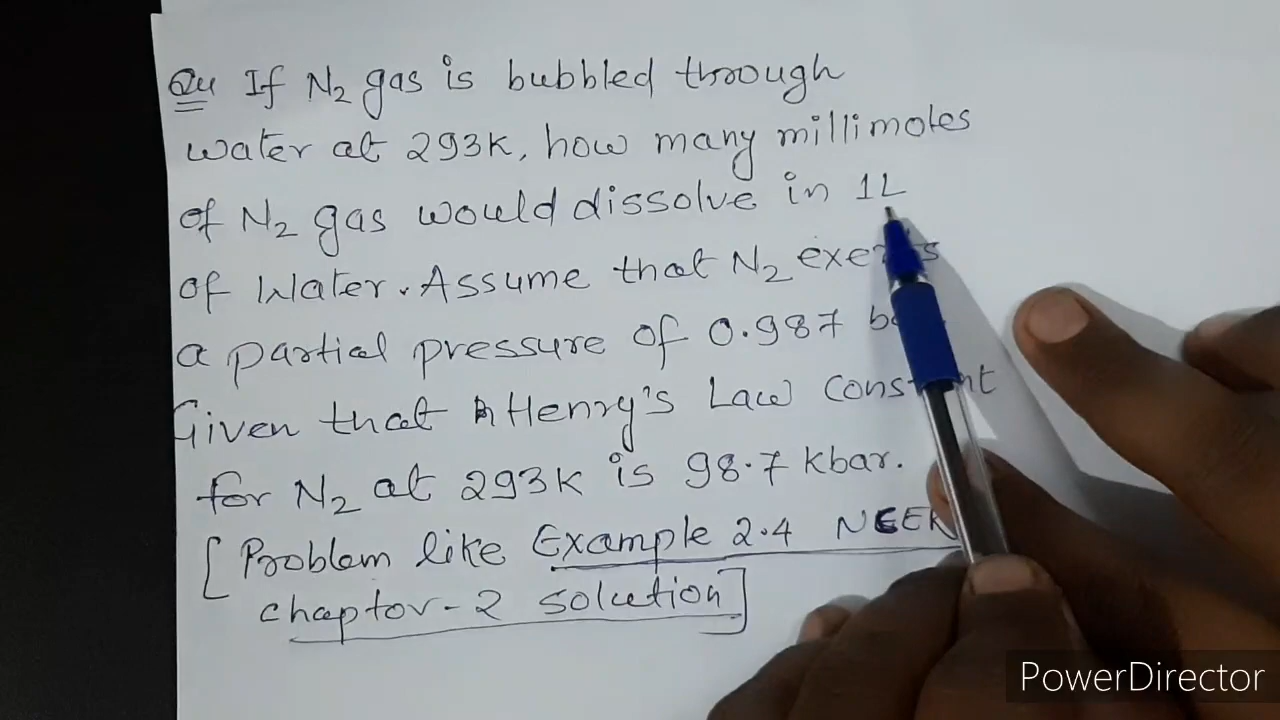 Qu If N₂ gas is bubbled through
water at 293K, how many millimoles
of N₂ gas would dissolve in 1L
of Water. Assume that N₂ exerts
a partial pressure of 0.987
Given that Henry's Law Constant
for N₂ at 293K is 98.7 kbar.
[Problem like Example 2.4
chaptor-2 solution]
PowerDirector